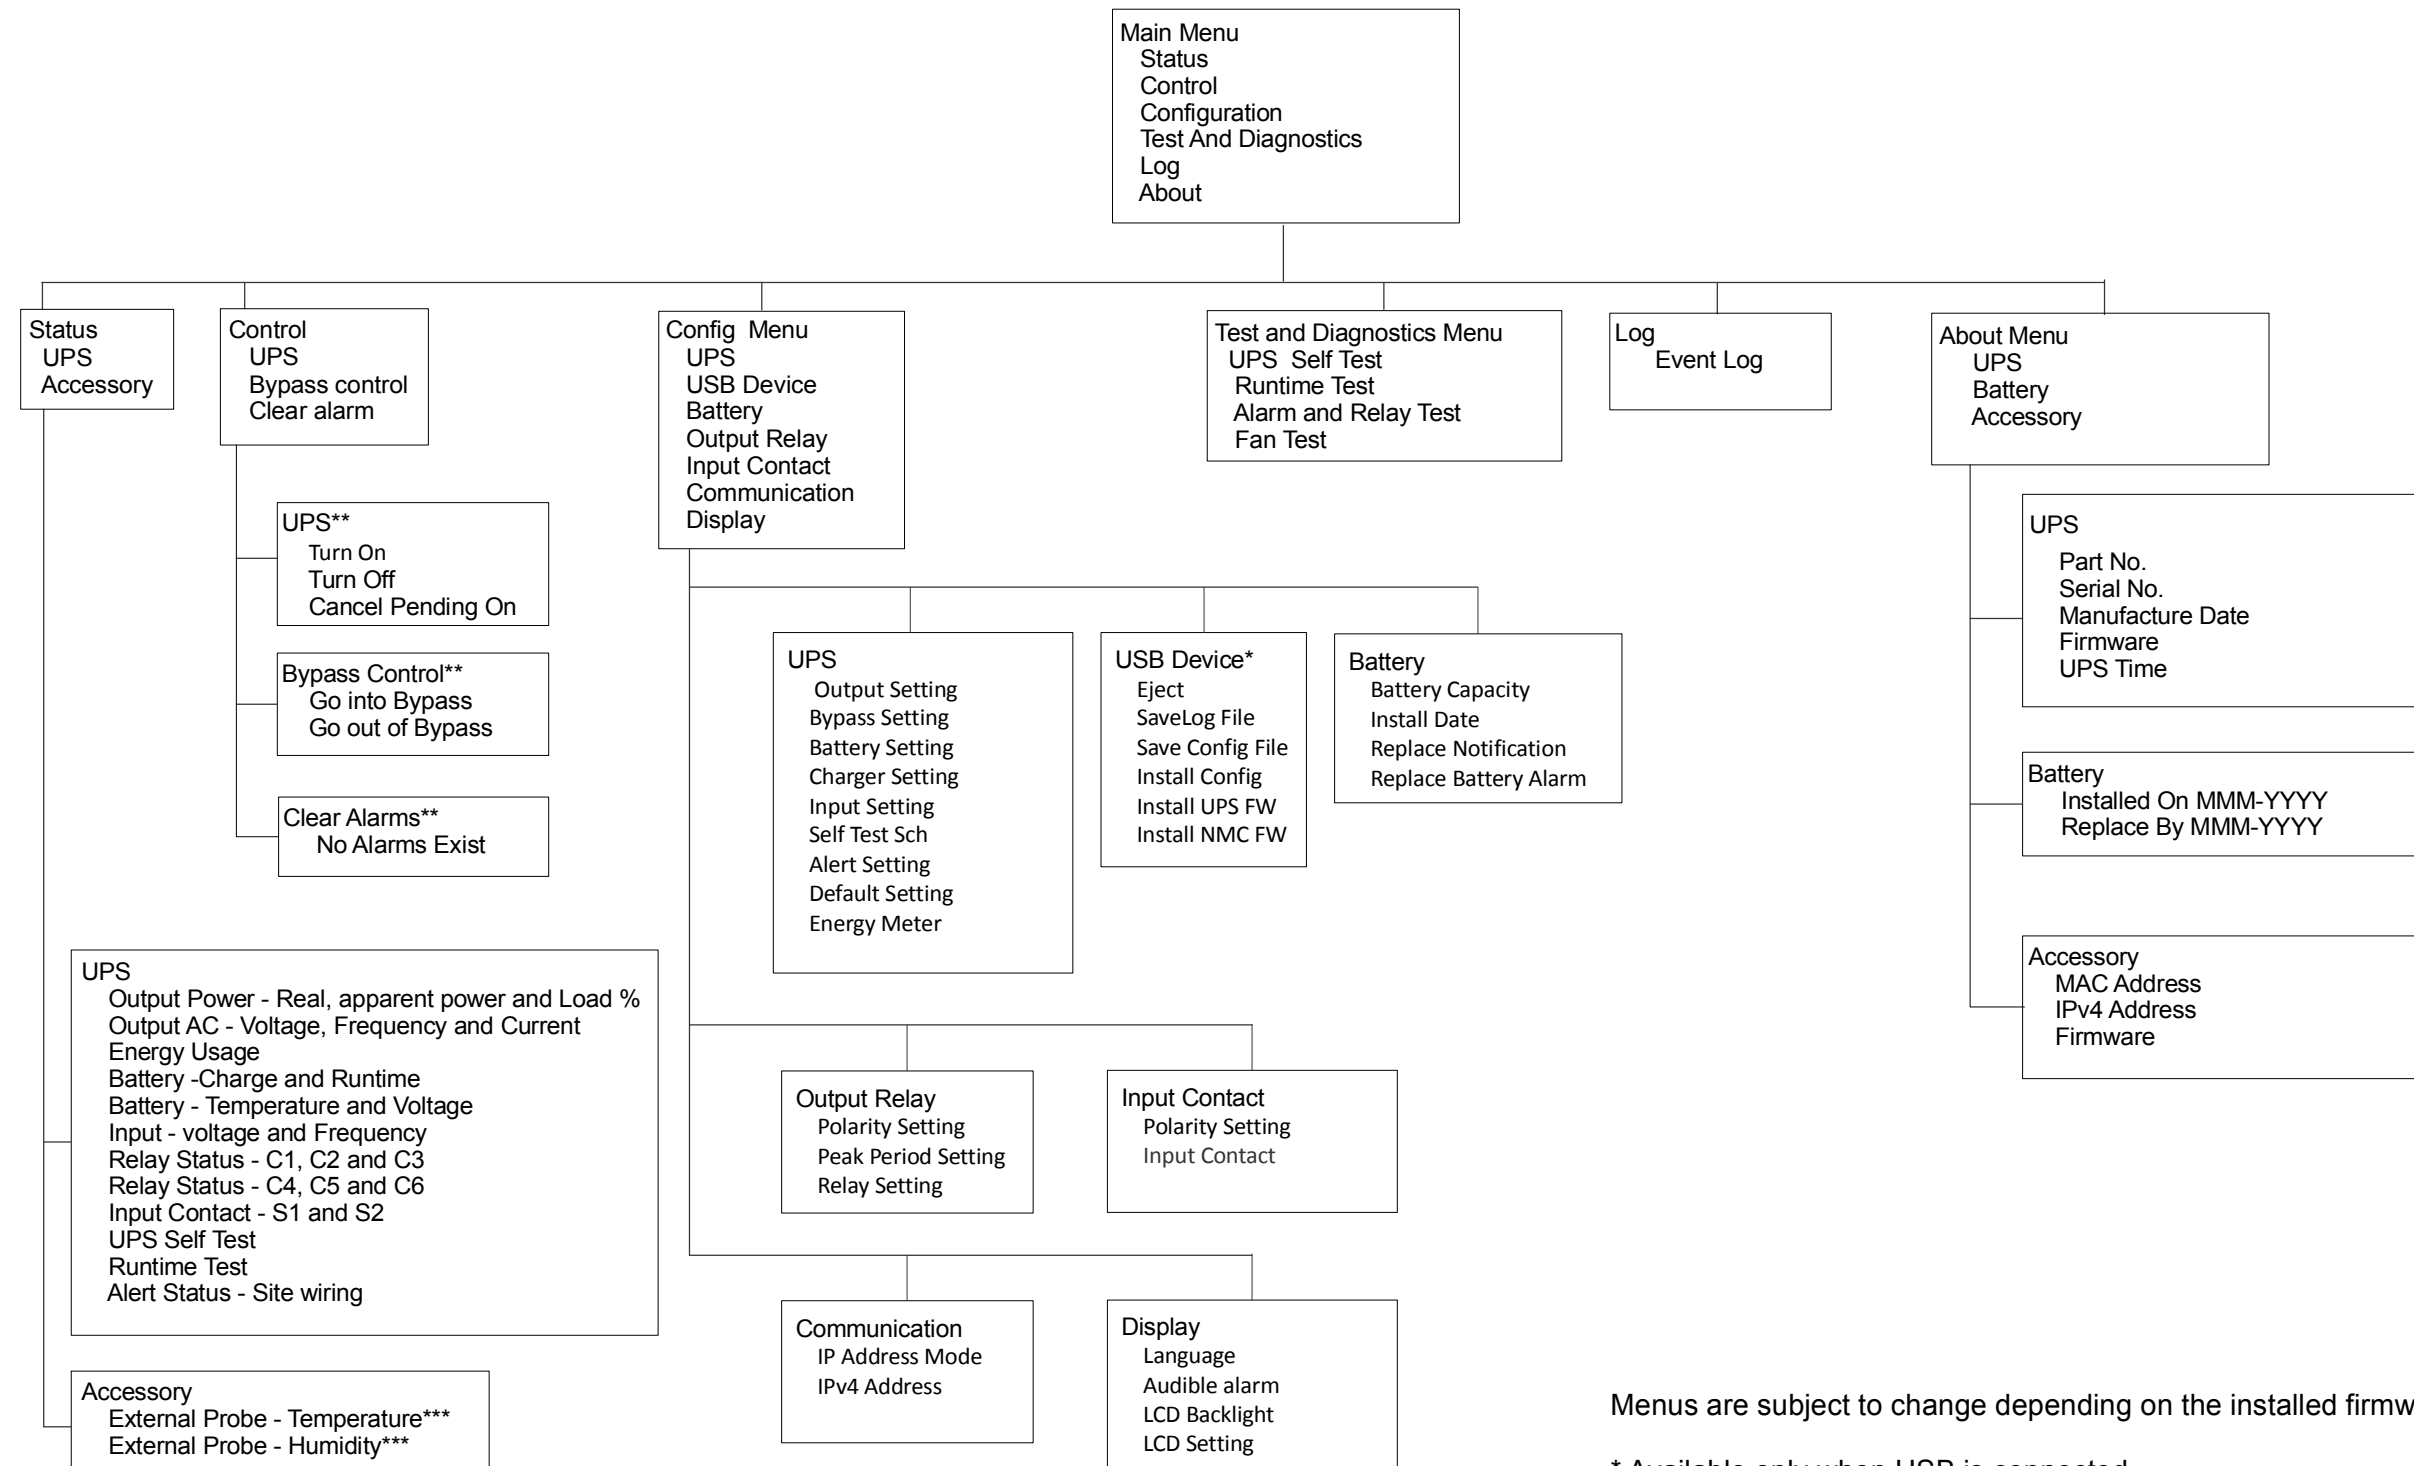 Main Menu
Status
Control
Configuration
Test And Diagnostics
Log
About
Status
UPS
Accessory
Control
UPS
Bypass control
Clear alarm
Config Menu
UPS
USB Device
Battery
Output Relay
Input Contact
Communication
Display
Test and Diagnostics Menu
UPS Self Test
Runtime Test
Alarm and Relay Test
Fan Test
Log
Event Log
About Menu
UPS
Battery
Accessory
UPS**
Turn On
Turn Off
Cancel Pending On
Bypass Control**
Go into Bypass
Go out of Bypass
Clear Alarms**
No Alarms Exist
UPS
Output Setting
Bypass Setting
Battery Setting
Charger Setting
Input Setting
Self Test Sch
Alert Setting
Default Setting
Energy Meter
USB Device*
Eject
SaveLog File
Save Config File
Install Config
Install UPS FW
Install NMC FW
Battery
Battery Capacity
Install Date
Replace Notification
Replace Battery Alarm
UPS
Part No.
Serial No.
Manufacture Date
Firmware
UPS Time
Battery
Installed On MMM-YYYY
Replace By MMM-YYYY
Accessory
MAC Address
IPv4 Address
Firmware
UPS
Output Power - Real, apparent power and Load %
Output AC - Voltage, Frequency and Current
Energy Usage
Battery -Charge and Runtime
Battery - Temperature and Voltage
Input - voltage and Frequency
Relay Status - C1, C2 and C3
Relay Status - C4, C5 and C6
Input Contact - S1 and S2
UPS Self Test
Runtime Test
Alert Status - Site wiring
Output Relay
Polarity Setting
Peak Period Setting
Relay Setting
Input Contact
Polarity Setting
Input Contact
Communication
IP Address Mode
IPv4 Address
Display
Language
Audible alarm
LCD Backlight
LCD Setting
Accessory
External Probe - Temperature***
External Probe - Humidity***
Menus are subject to change depending on the installed firmw
* Available only when USB is connected